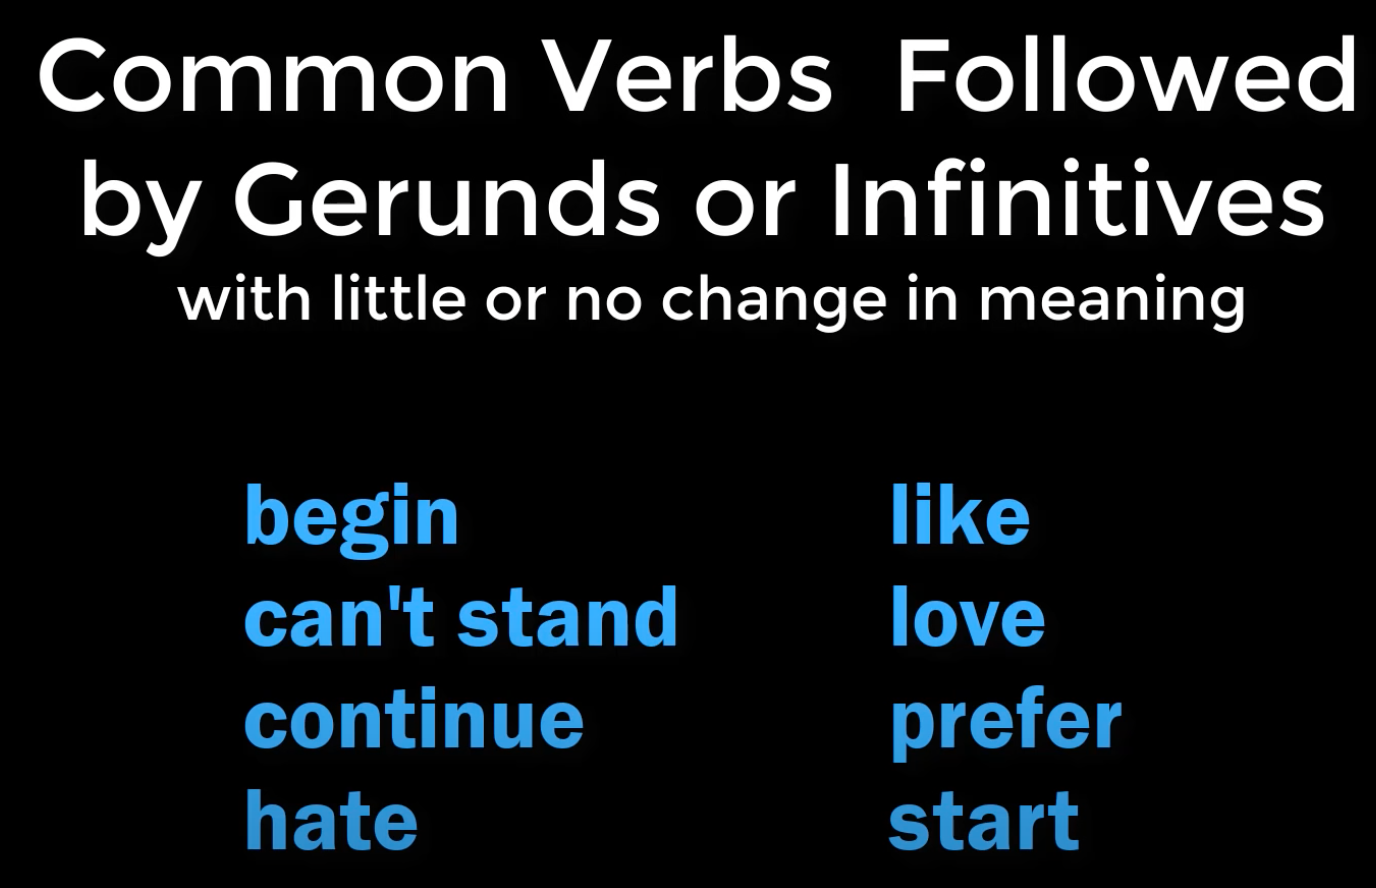 Common Verbs Followed
by Gerunds or Infinitives
with little or no change in meaning
begin
can't stand
continue
hate
like
love
prefer
start